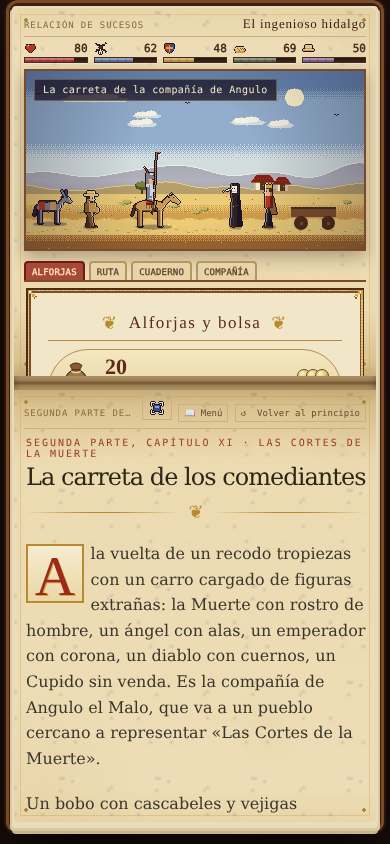 RELACIÓN DE SUCESOS
El ingenioso hidalgo
80 62 48 69 50
La carreta de la compañía de Angulo
ALFORJAS RUTA CUADERNO COMPAÑÍA
Alforjas y bolsa
20
SEGUNDA PARTE DE… Menú Volver al principio
SEGUNDA PARTE, CAPÍTULO XI · LAS CORTES DE
LA MUERTE
La carreta de los comediantes
A la vuelta de un recodo tropiezas
con un carro cargado de figuras
extrañas: la Muerte con rostro de
hombre, un ángel con alas, un emperador
con corona, un diablo con cuernos, un
Cupido sin venda. Es la compañía de
Angulo el Malo, que va a un pueblo
cercano a representar «Las Cortes de la
Muerte».
Un bobo con cascabeles y vejigas